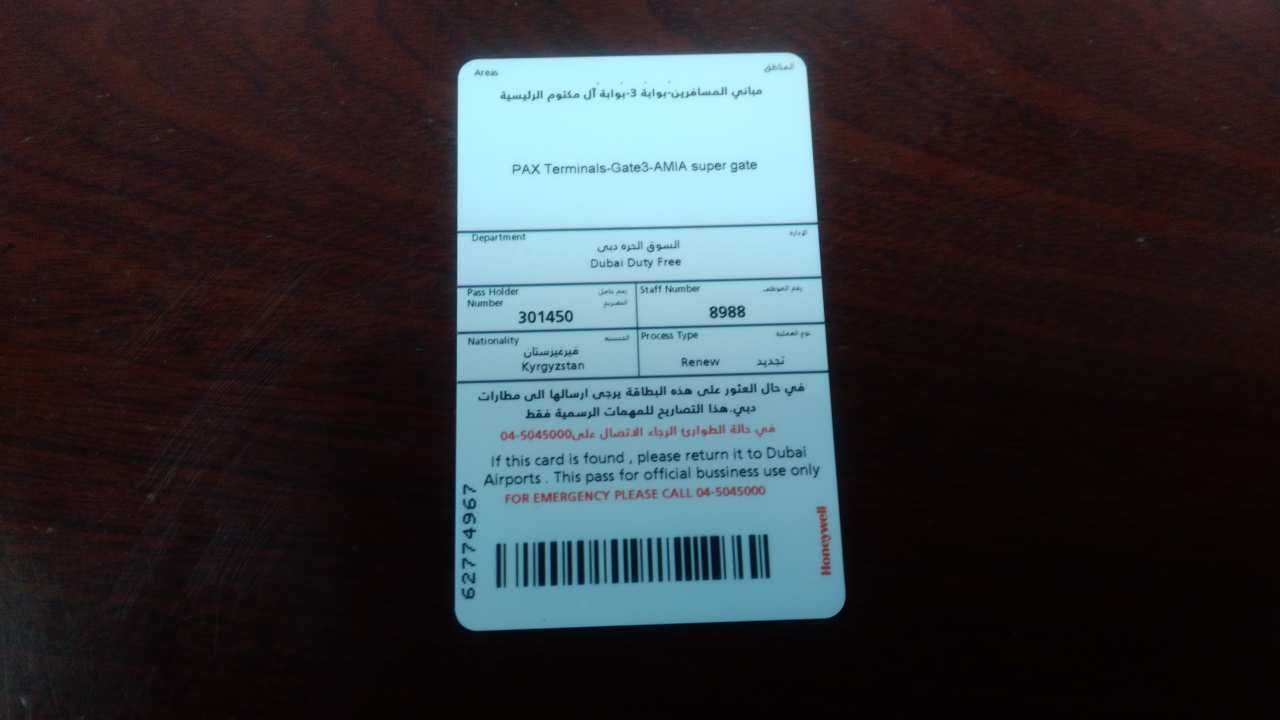 Areas المناطق
مباني المسافرين-بوابة 3-بوابة آل مكتوم الرئيسية
PAX Terminals-Gate3-AMIA super gate
Department الإدارة
السوق الحره دبى
Dubai Duty Free
Pass Holder Number رقم حامل التصريح
301450
Staff Number رقم الموظف
8988
Nationality الجنسية
قيرغيزستان
Kyrgyzstan
Process Type نوع العملية
Renew تجديد
في حال العثور على هذه البطاقة يرجى ارسالها الى مطارات
دبي.هذا التصاريح للمهمات الرسمية فقط
في حالة الطوارئ الرجاء الاتصال على04-5045000
If this card is found , please return it to Dubai
Airports . This pass for official bussiness use only
FOR EMERGENCY PLEASE CALL 04-5045000
62774967
Honeywell